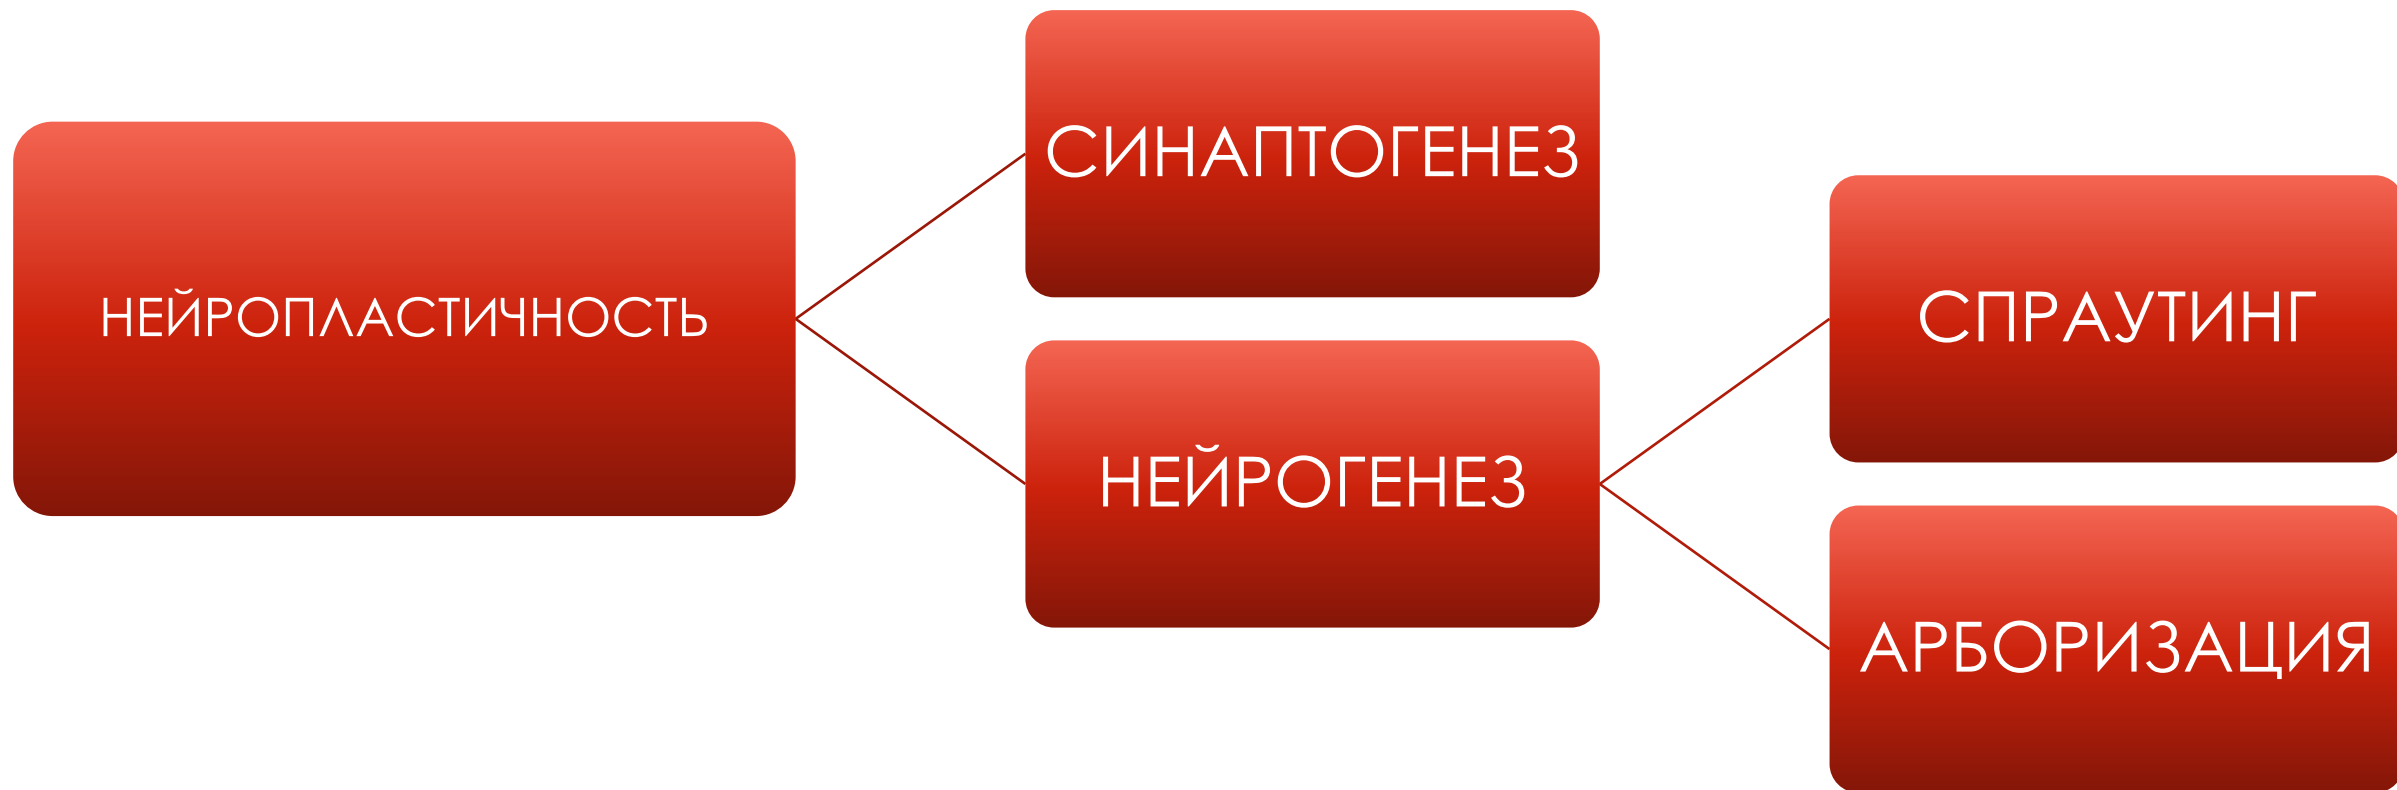 НЕЙРОПЛАСТИЧНОСТЬ
СИНАПТОГЕНЕЗ
НЕЙРОГЕНЕЗ
СПРАУТИНГ
АРБОРИЗАЦИЯ